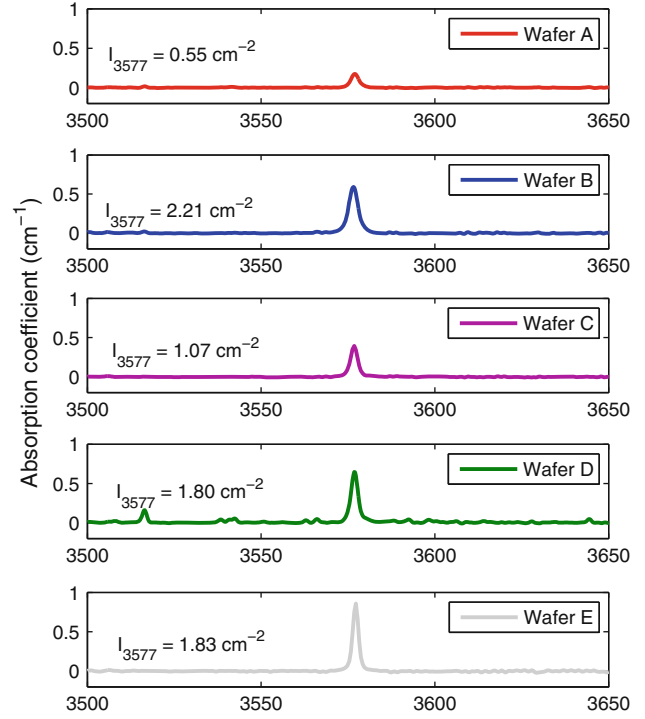 Absorption coefficient (cm⁻¹)
1
0.5
0
I₃₅₇₇ = 0.55 cm⁻²
Wafer A
3500 3550 3600 3650
1
0.5
0
I₃₅₇₇ = 2.21 cm⁻²
Wafer B
3500 3550 3600 3650
1
0.5
0
I₃₅₇₇ = 1.07 cm⁻²
Wafer C
3500 3550 3600 3650
1
0.5
0
I₃₅₇₇ = 1.80 cm⁻²
Wafer D
3500 3550 3600 3650
1
0.5
0
I₃₅₇₇ = 1.83 cm⁻²
Wafer E
3500 3550 3600 3650